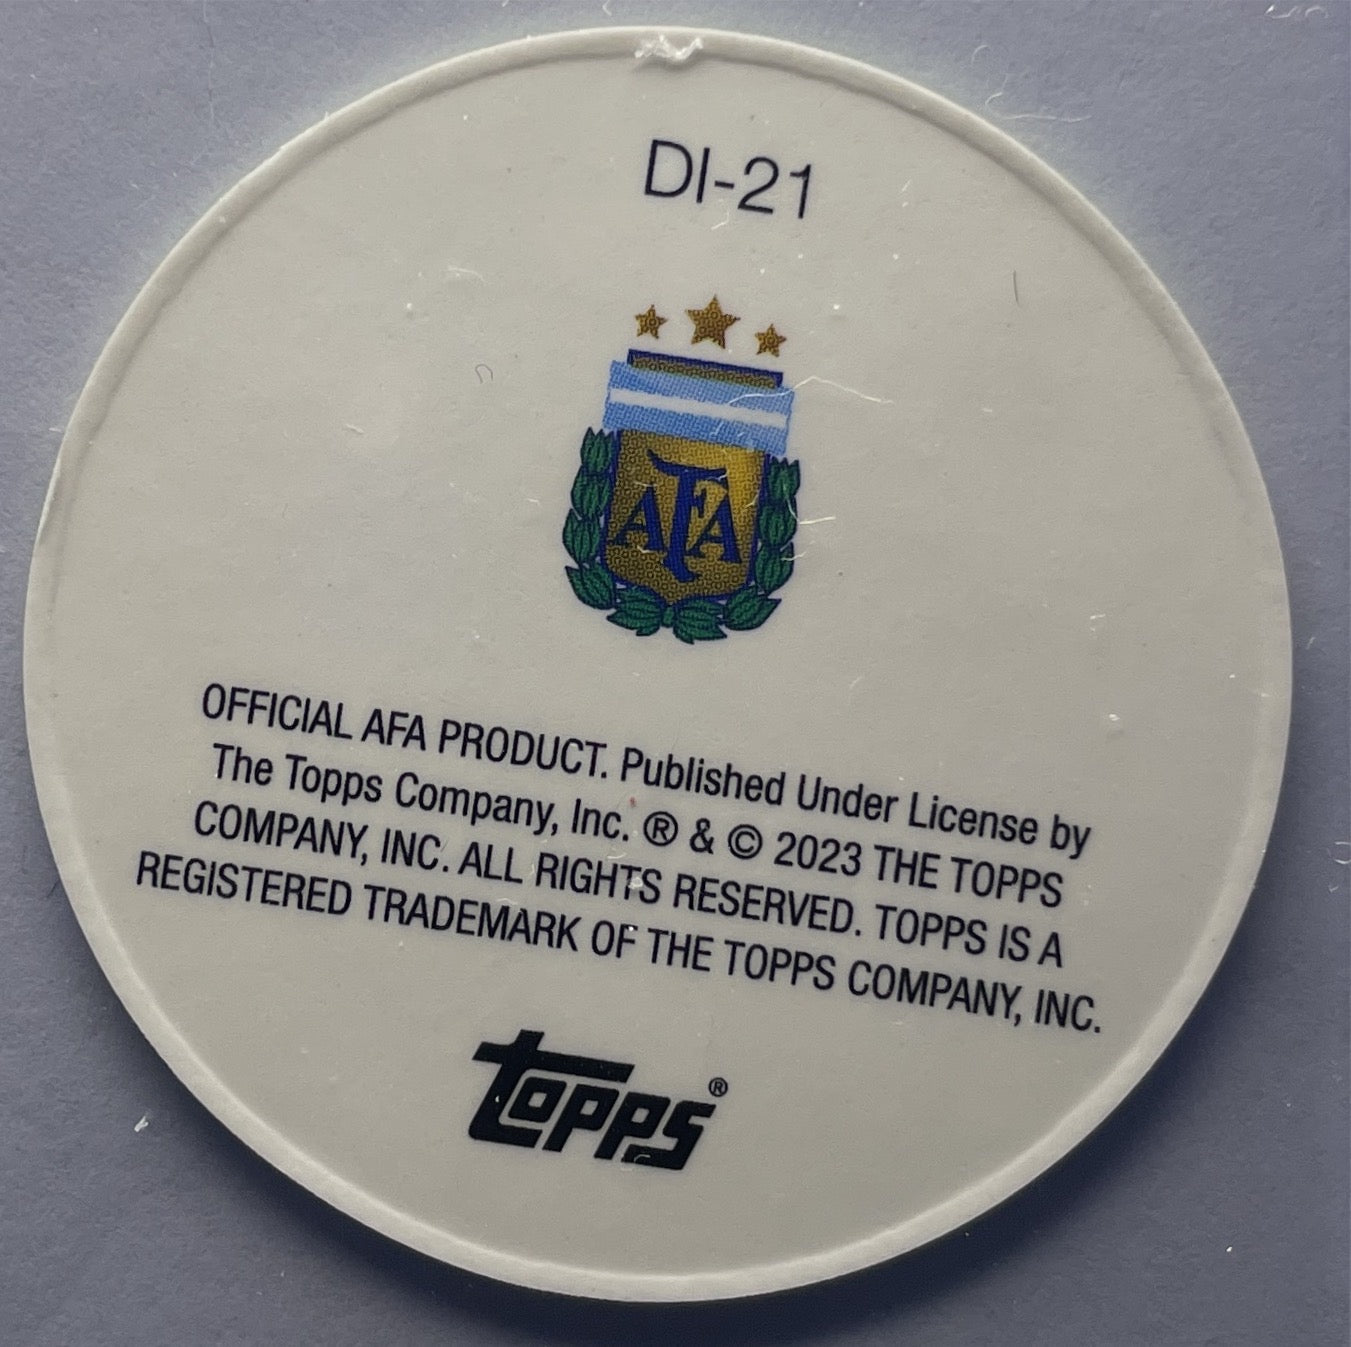 DI-21
AFA
OFFICIAL AFA PRODUCT. Published Under License by
The Topps Company, Inc. ® & © 2023 THE TOPPS
COMPANY, INC. ALL RIGHTS RESERVED. TOPPS IS A
REGISTERED TRADEMARK OF THE TOPPS COMPANY, INC.
topps®